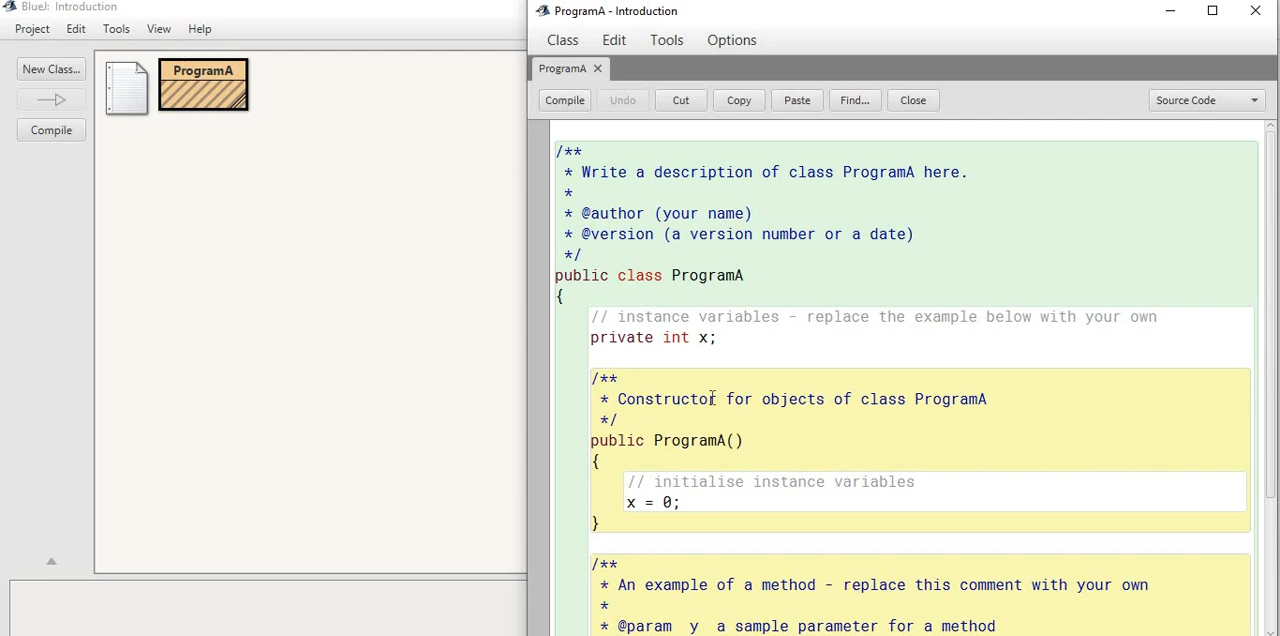 BlueJ: Introduction
Project Edit Tools View Help
New Class...
Compile
ProgramA
ProgramA - Introduction
Class Edit Tools Options
ProgramA
Compile Undo Cut Copy Paste Find... Close Source Code
/**
 * Write a description of class ProgramA here.
 *
 * @author (your name)
 * @version (a version number or a date)
 */
public class ProgramA
{
// instance variables - replace the example below with your own
private int x;
/**
 * Constructor for objects of class ProgramA
 */
public ProgramA()
{
// initialise instance variables
x = 0;
}
/**
 * An example of a method - replace this comment with your own
 *
 * @param  y  a sample parameter for a method